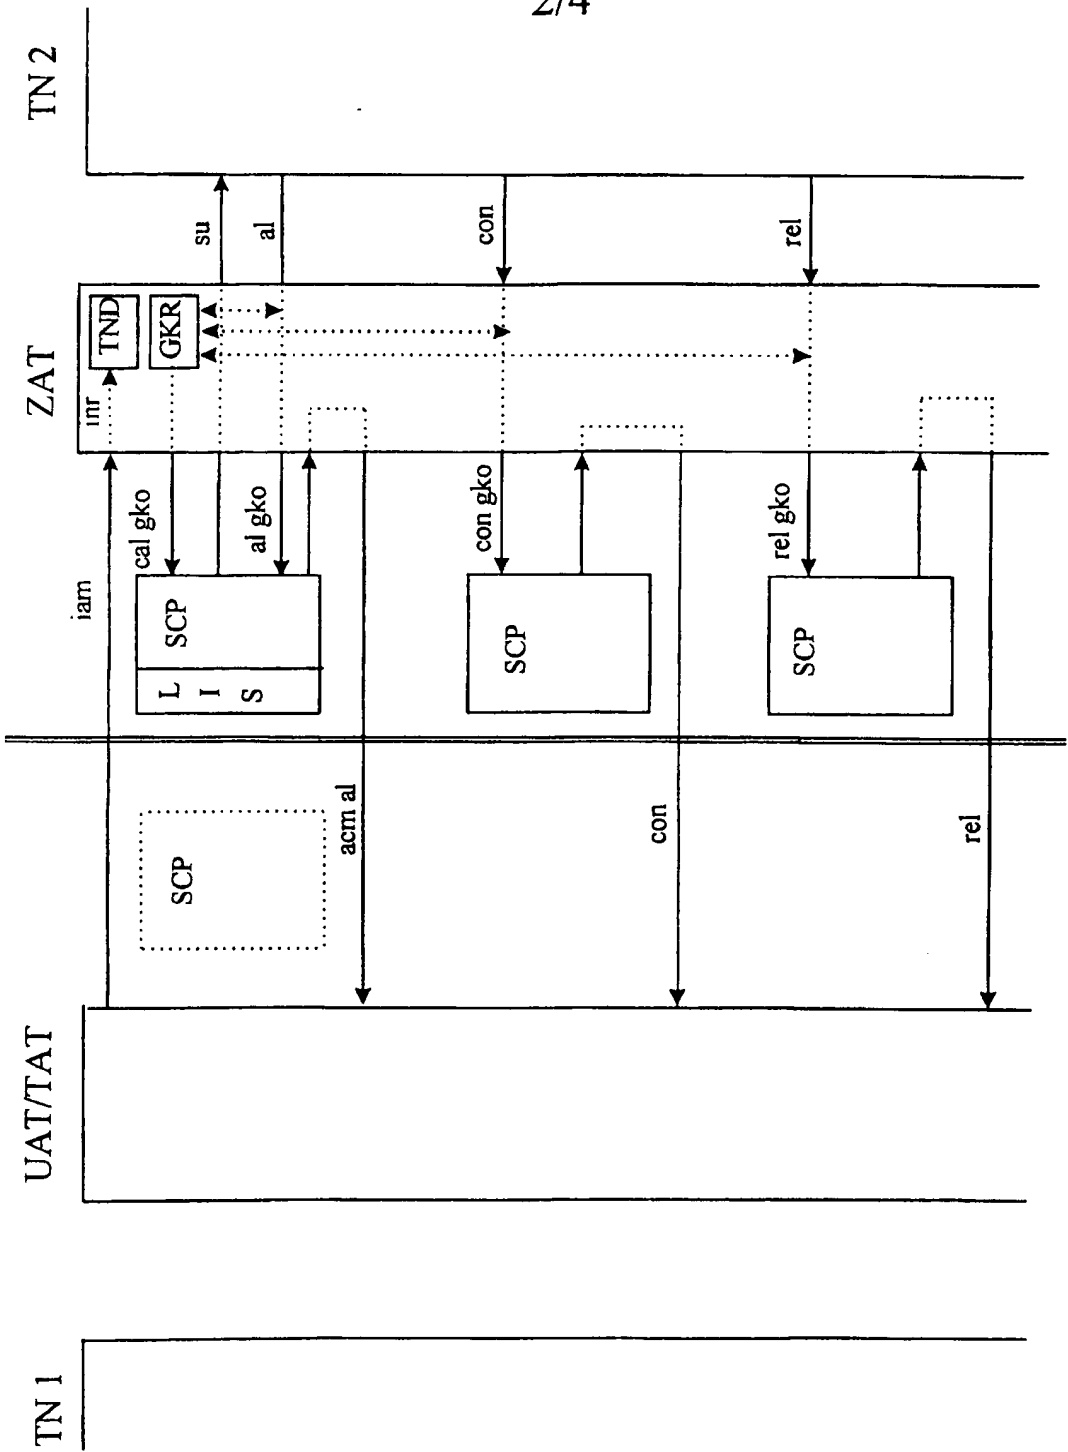 2/4
TN 1
UAT/TAT
ZAT
TN 2
iam
inr
TND
GKR
cal gko
su
SCP
SCP
L
I
S
al gko
al
acm al
con gko
con
SCP
con
rel gko
rel
SCP
rel